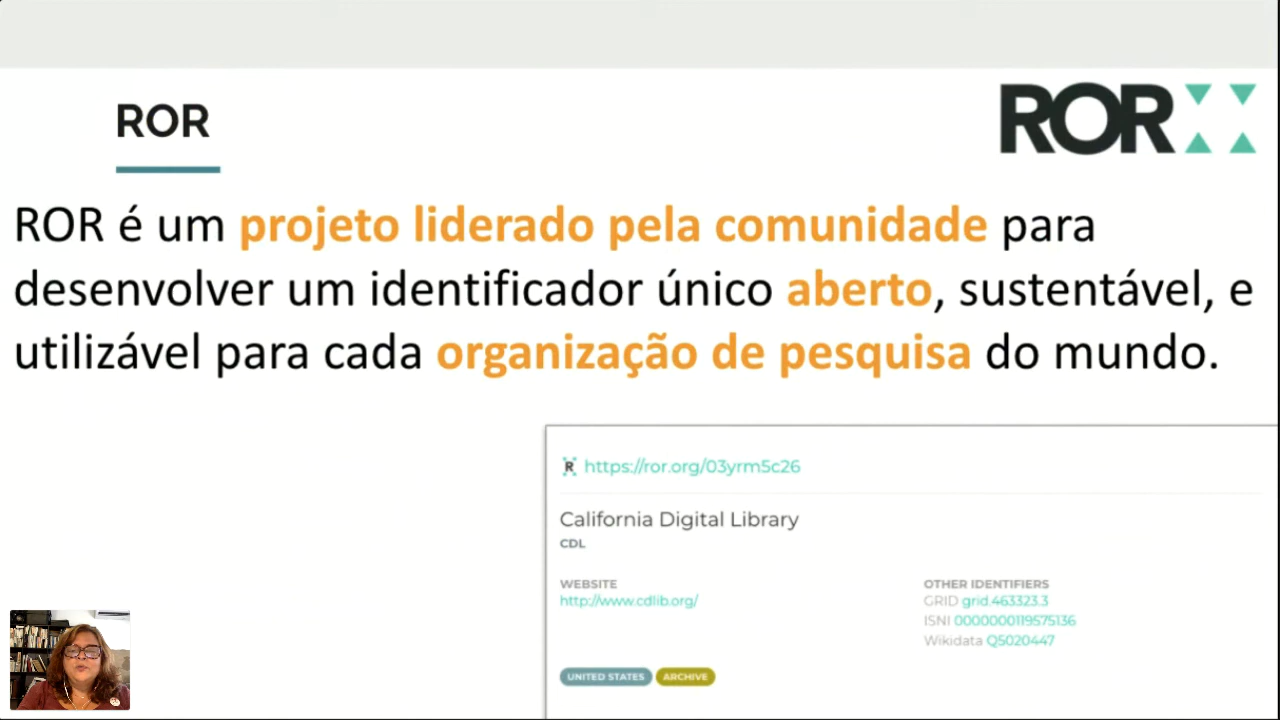 ROR
ROR
ROR é um projeto liderado pela comunidade para
desenvolver um identificador único aberto, sustentável, e
utilizável para cada organização de pesquisa do mundo.
R https://ror.org/03yrm5c26
California Digital Library
CDL
WEBSITE
http://www.cdlib.org/
OTHER IDENTIFIERS
GRID grid.463323.3
ISNI 0000000119575136
Wikidata Q5020447
UNITED STATES ARCHIVE